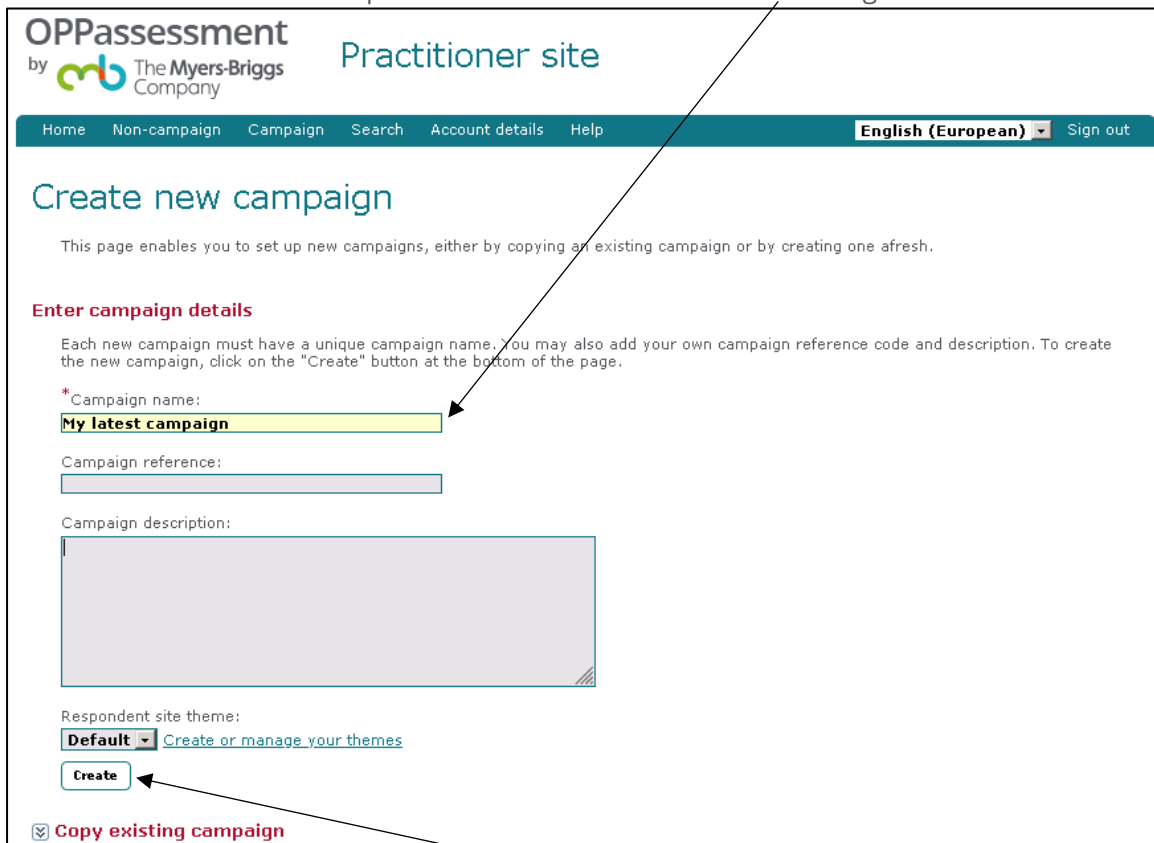 OPPassessment
by The Myers-Briggs
Company
Practitioner site
Home Non-campaign Campaign Search Account details Help English (European) Sign out
Create new campaign
This page enables you to set up new campaigns, either by copying an existing campaign or by creating one afresh.
Enter campaign details
Each new campaign must have a unique campaign name. You may also add your own campaign reference code and description. To create
the new campaign, click on the "Create" button at the bottom of the page.
*Campaign name:
My latest campaign
Campaign reference:
Campaign description:
Respondent site theme:
Default Create or manage your themes
Create
Copy existing campaign